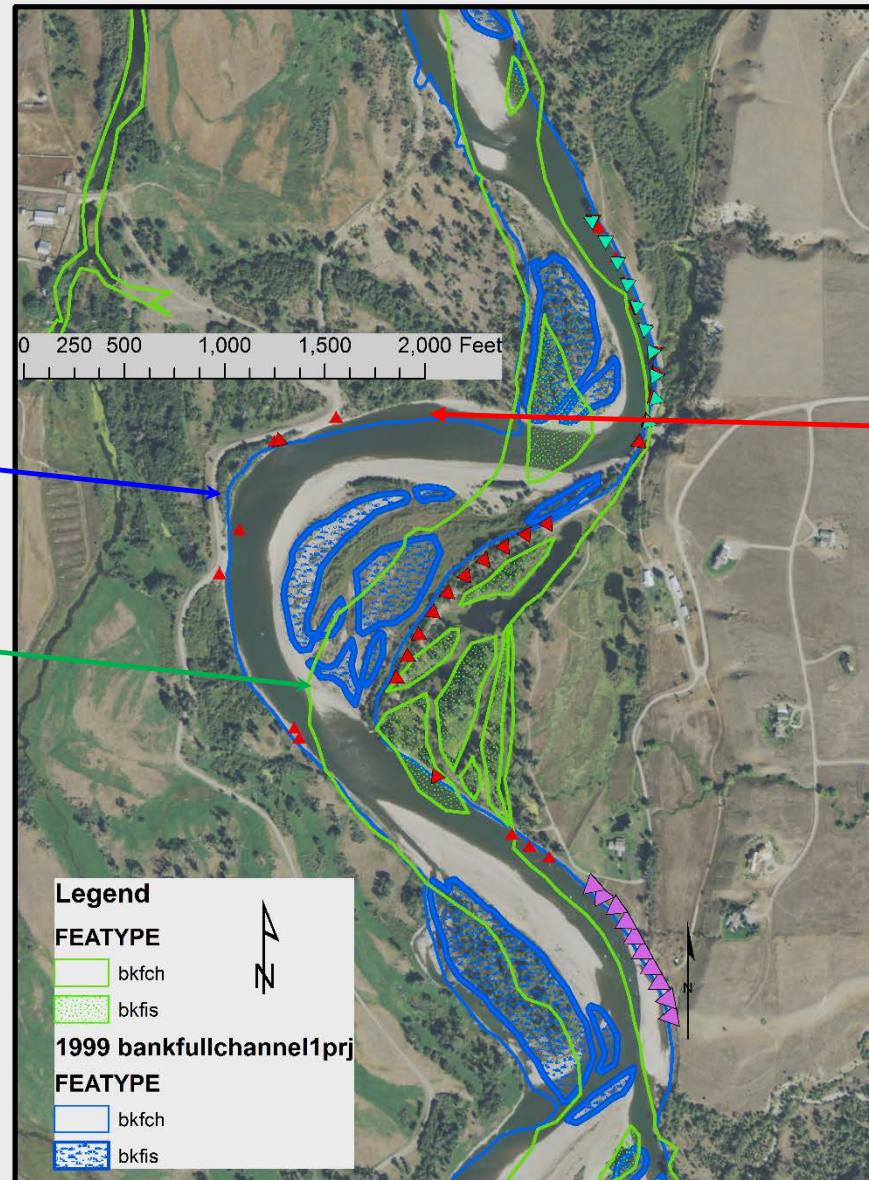 0 250 500 1,000 1,500 2,000 Feet
Legend
FEATYPE
bkfch
bkfis
N
1999 bankfullchannel1prj
FEATYPE
bkfch
bkfis
N